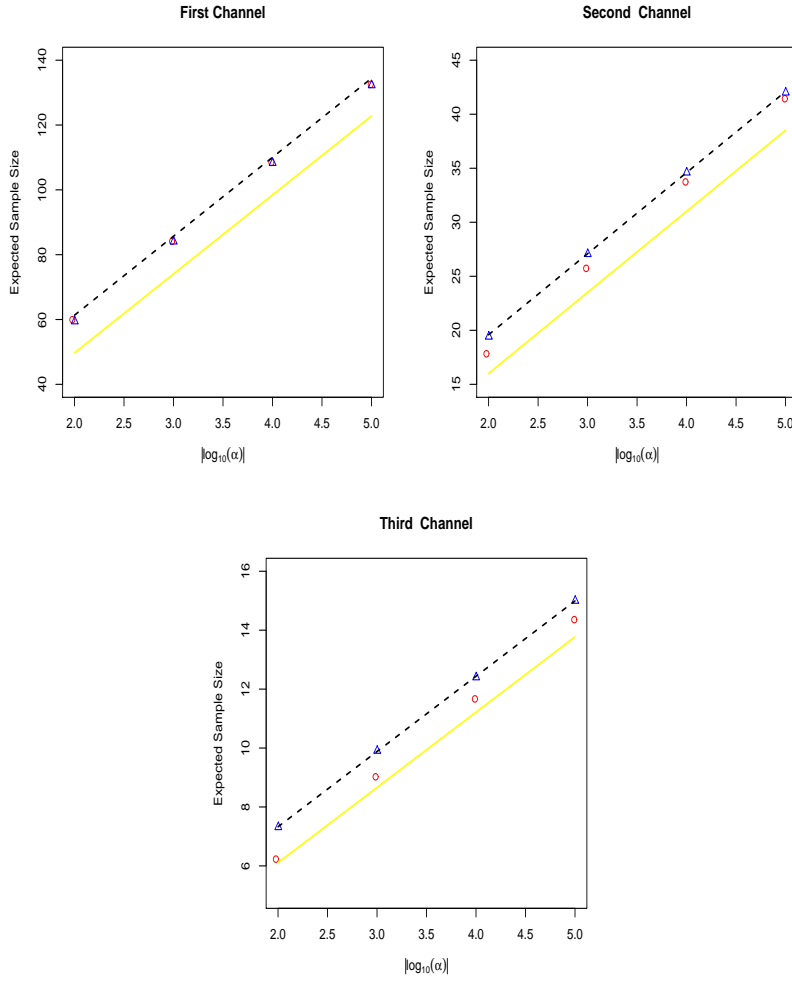 First Channel
140
120
100
80
60
40
Expected Sample Size
2.0 2.5 3.0 3.5 4.0 4.5 5.0
|log₁₀(α)|
Second Channel
45
40
35
30
25
20
15
Expected Sample Size
2.0 2.5 3.0 3.5 4.0 4.5 5.0
|log₁₀(α)|
Third Channel
16
14
12
10
8
6
Expected Sample Size
2.0 2.5 3.0 3.5 4.0 4.5 5.0
|log₁₀(α)|